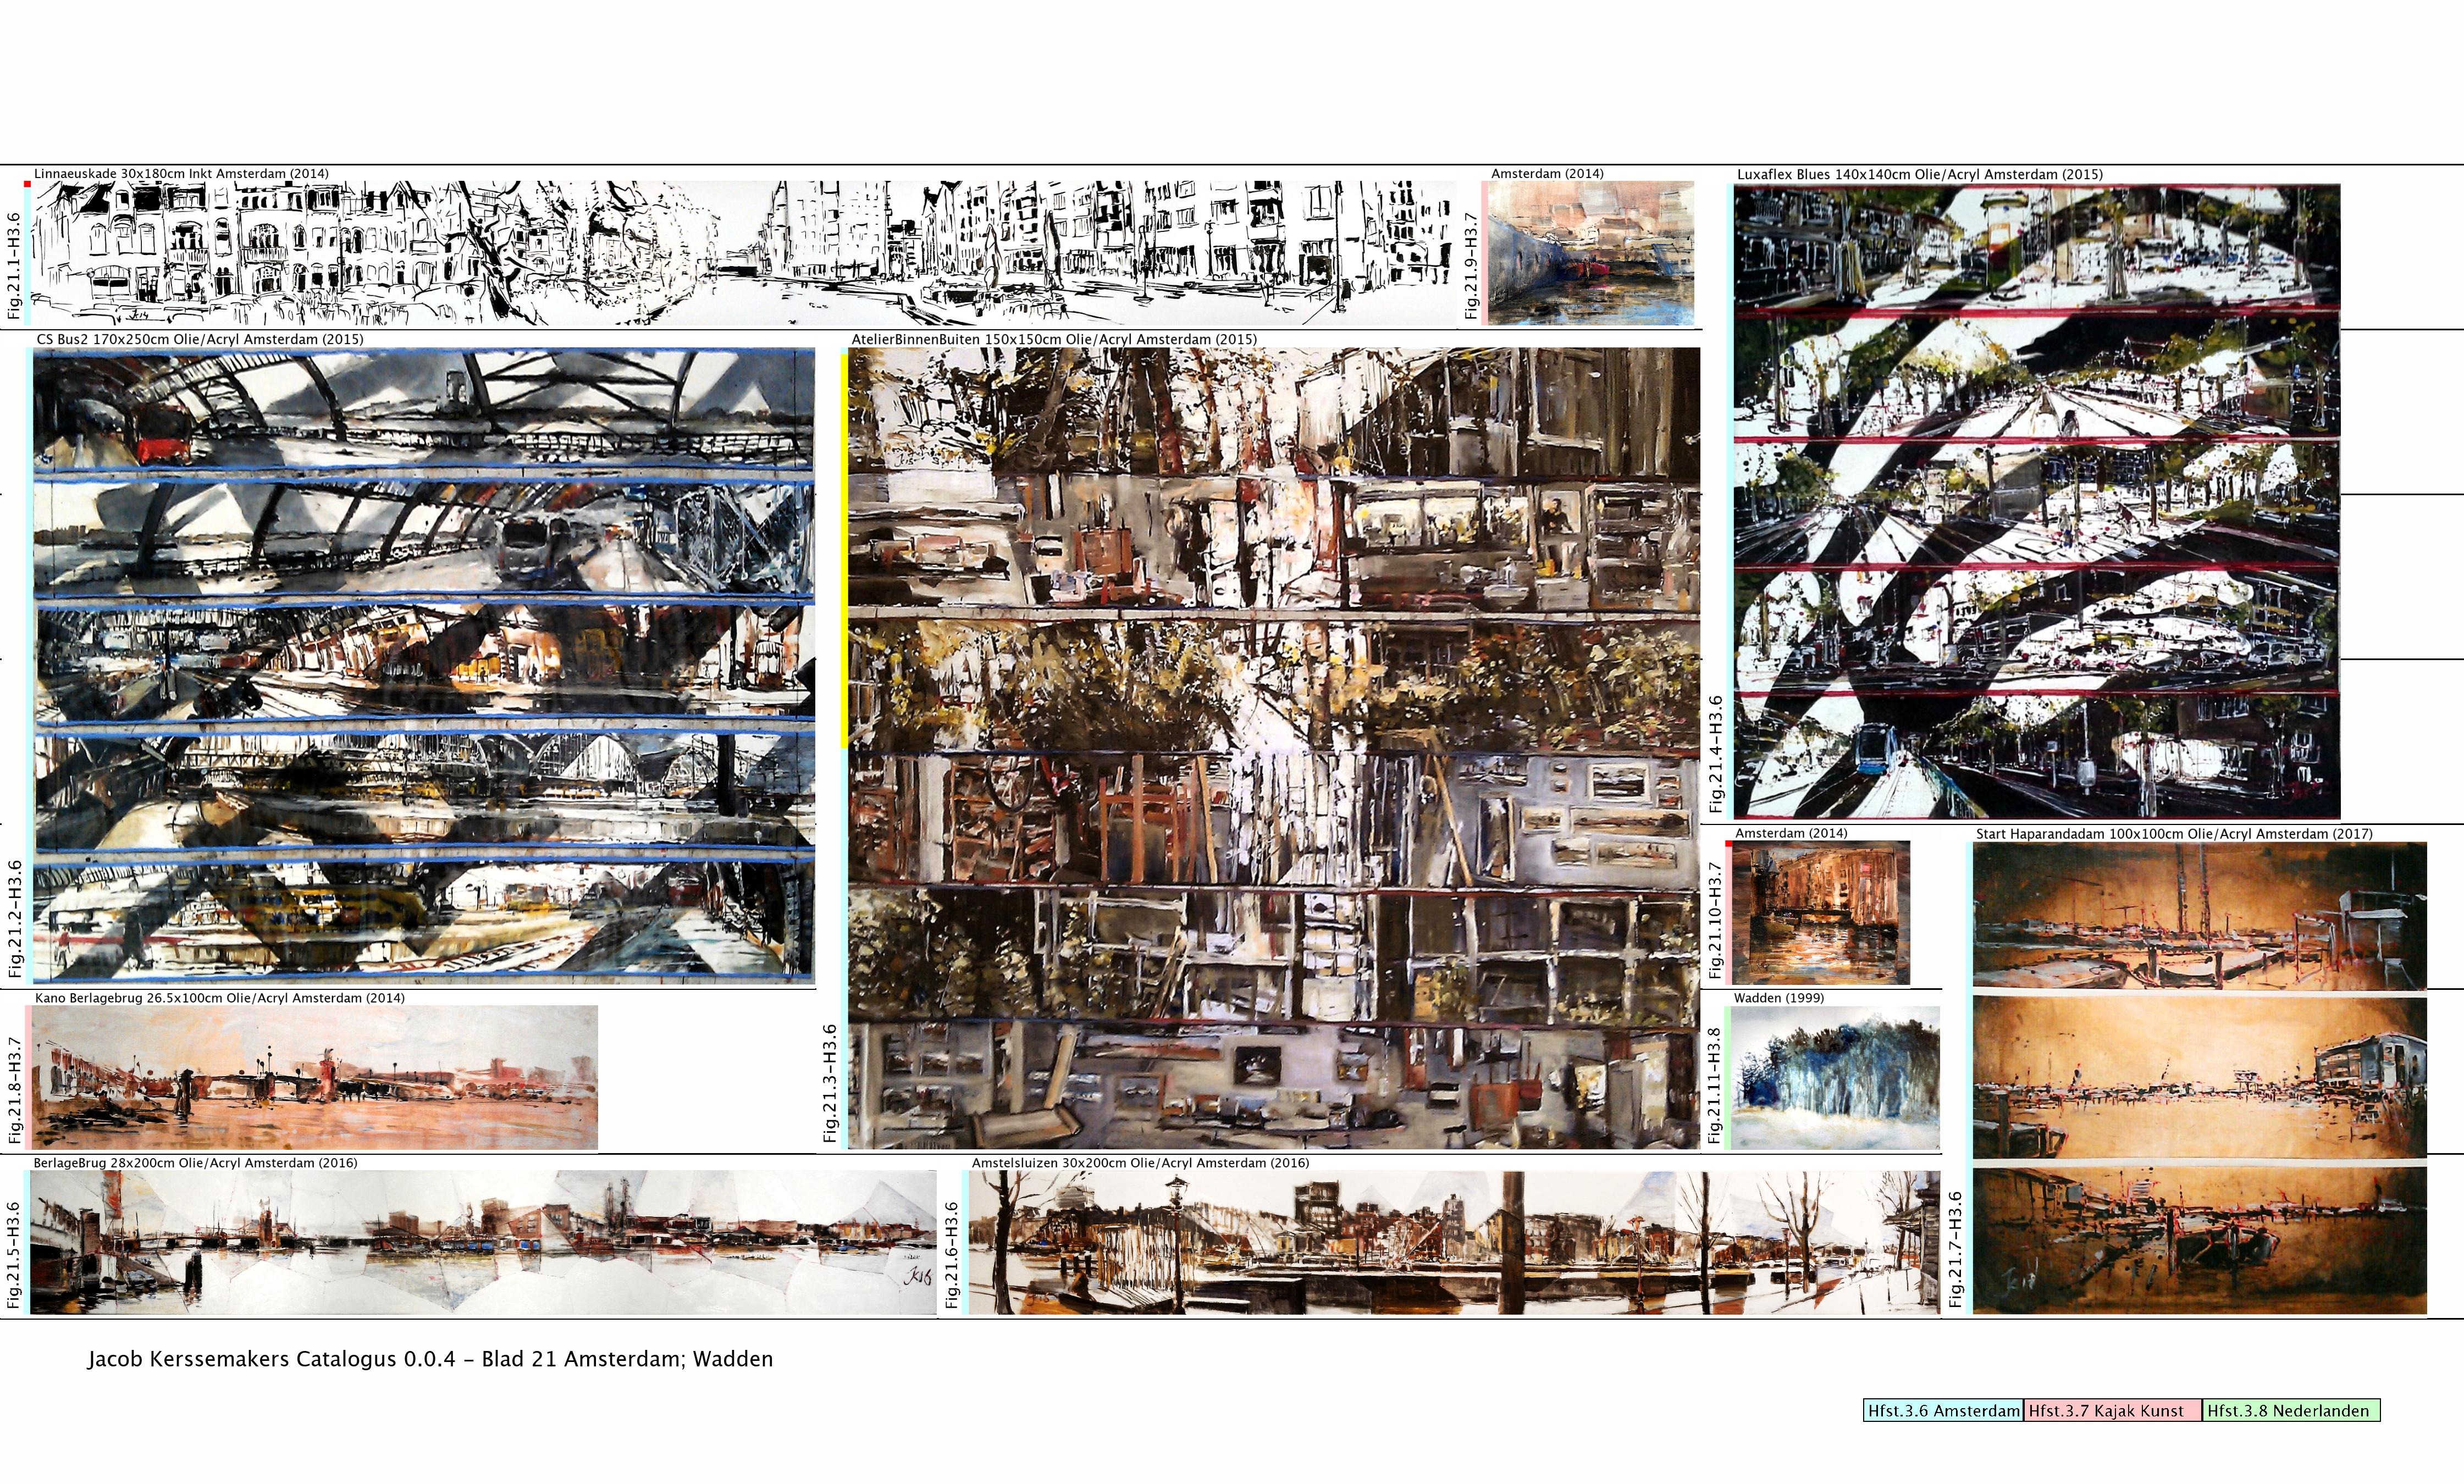 Linnaeuskade 30x180cm Inkt Amsterdam (2014)
Fig.21.1-H3.6
Amsterdam (2014)
Fig.21.9-H3.7
Luxaflex Blues 140x140cm Olie/Acryl Amsterdam (2015)
Fig.21.4-H3.6
CS Bus2 170x250cm Olie/Acryl Amsterdam (2015)
Fig.21.2-H3.6
AtelierBinnenBuiten 150x150cm Olie/Acryl Amsterdam (2015)
Fig.21.3-H3.6
Amsterdam (2014)
Fig.21.10-H3.7
Start Haparandadam 100x100cm Olie/Acryl Amsterdam (2017)
Fig.21.7-H3.6
Kano Berlagebrug 26.5x100cm Olie/Acryl Amsterdam (2014)
Fig.21.8-H3.7
Wadden (1999)
Fig.21.11-H3.8
BerlageBrug 28x200cm Olie/Acryl Amsterdam (2016)
Fig.21.5-H3.6
Amstelsluizen 30x200cm Olie/Acryl Amsterdam (2016)
Fig.21.6-H3.6
Jacob Kerssemakers Catalogus 0.0.4 - Blad 21 Amsterdam; Wadden
Hfst.3.6 Amsterdam
Hfst.3.7 Kajak Kunst
Hfst.3.8 Nederlanden